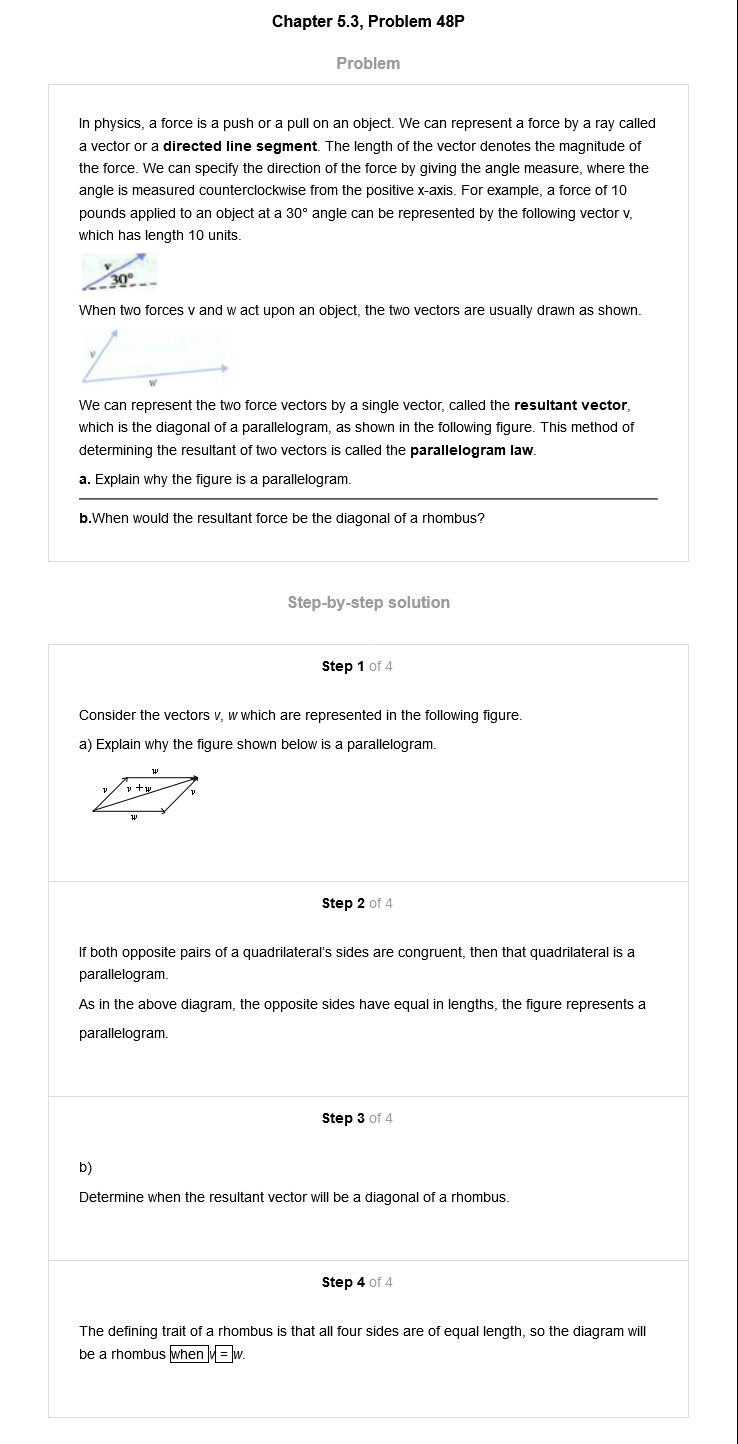 Chapter 5.3, Problem 48P
Problem
In physics, a force is a push or a pull on an object. We can represent a force by a ray called
a vector or a directed line segment. The length of the vector denotes the magnitude of
the force. We can specify the direction of the force by giving the angle measure, where the
angle is measured counterclockwise from the positive x-axis. For example, a force of 10
pounds applied to an object at a 30° angle can be represented by the following vector v,
which has length 10 units.
v
30°
When two forces v and w act upon an object, the two vectors are usually drawn as shown.
v
w
We can represent the two force vectors by a single vector, called the resultant vector,
which is the diagonal of a parallelogram, as shown in the following figure. This method of
determining the resultant of two vectors is called the parallelogram law.
a. Explain why the figure is a parallelogram.
b.When would the resultant force be the diagonal of a rhombus?
Step-by-step solution
Step 1 of 4
Consider the vectors v, w which are represented in the following figure.
a) Explain why the figure shown below is a parallelogram.
w
v v + w v
w
Step 2 of 4
If both opposite pairs of a quadrilateral's sides are congruent, then that quadrilateral is a
parallelogram.
As in the above diagram, the opposite sides have equal in lengths, the figure represents a
parallelogram.
Step 3 of 4
b)
Determine when the resultant vector will be a diagonal of a rhombus.
Step 4 of 4
The defining trait of a rhombus is that all four sides are of equal length, so the diagram will
be a rhombus when v = w.